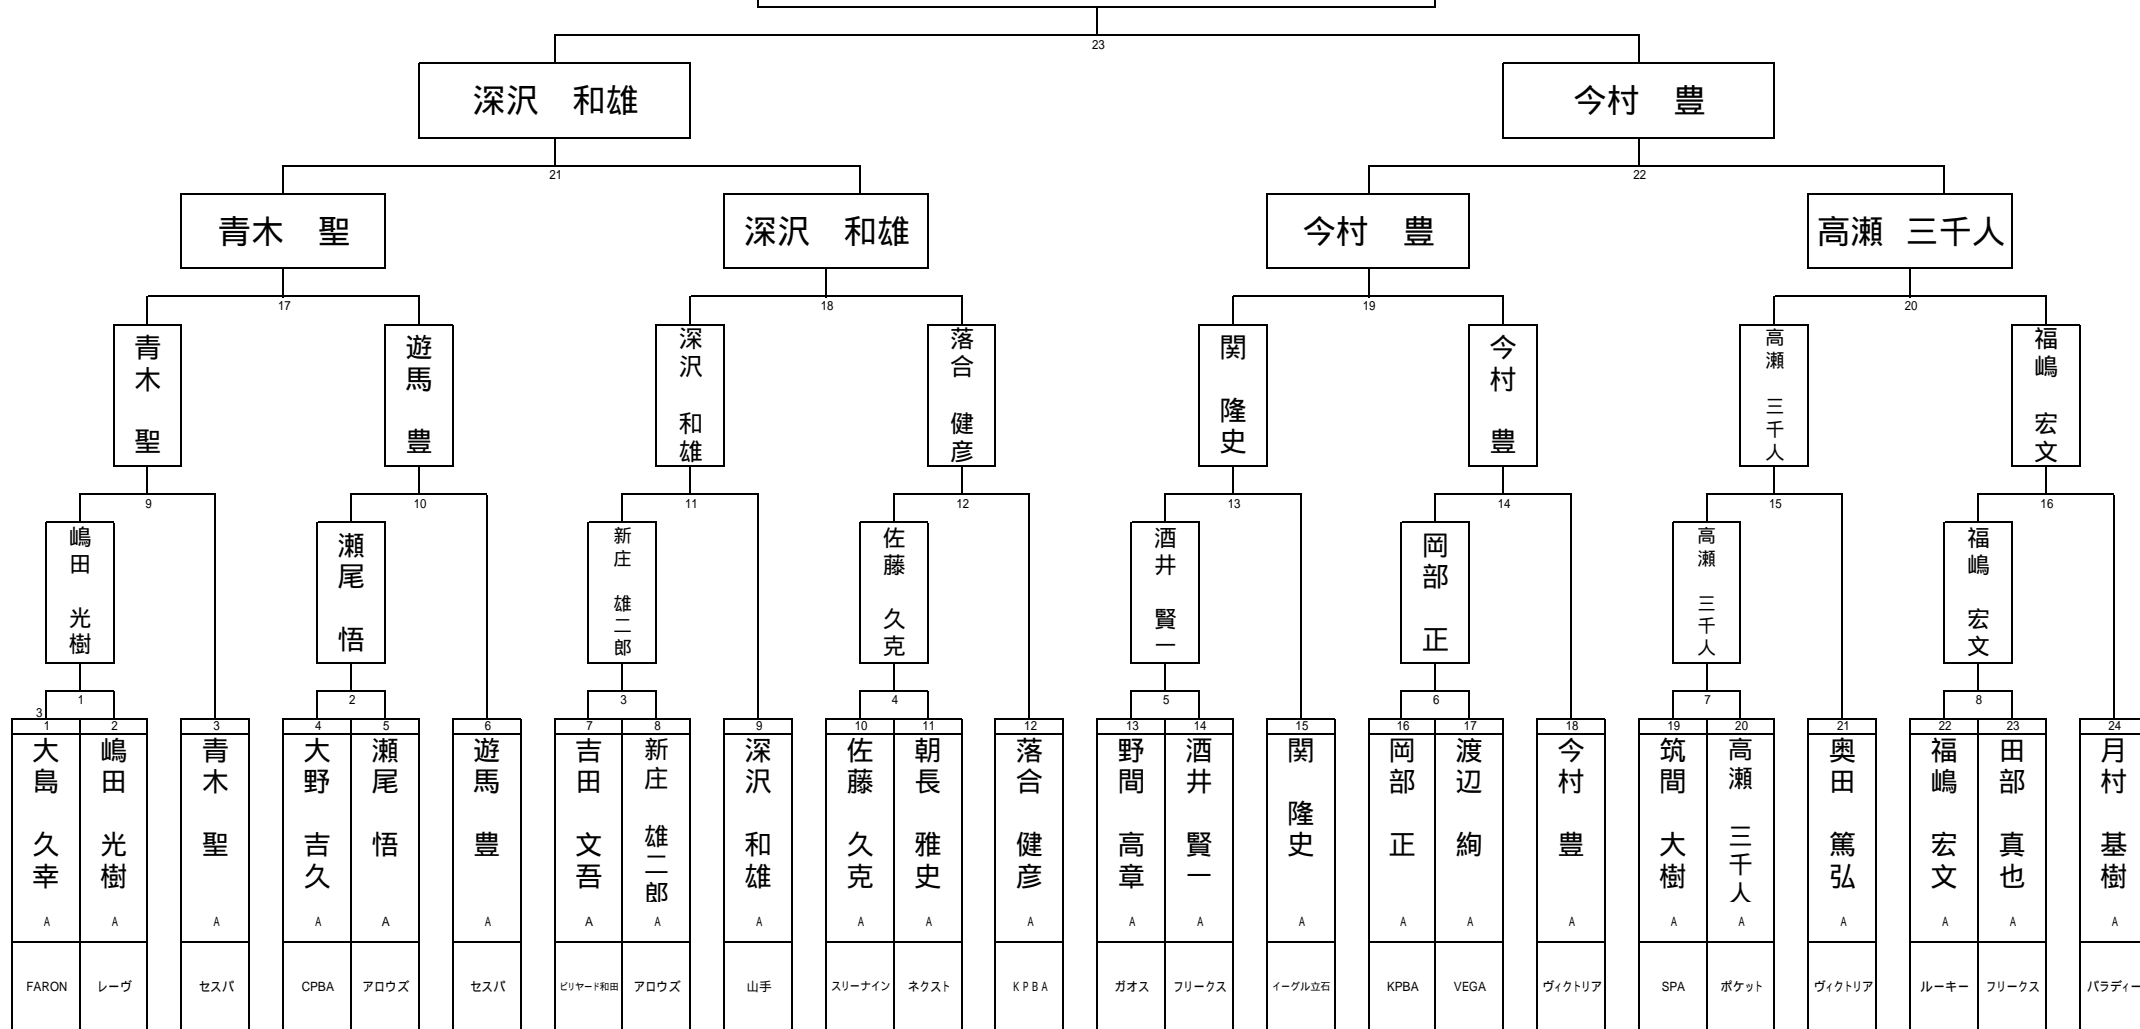 23
深沢　和雄
今村　豊
21
22
青木　聖
深沢　和雄
今村　豊
高瀬　三千人
17
18
19
20
青木　聖
遊馬　豊
深沢　和雄
落合　健彦
関　隆史
今村　豊
高瀬　三千人
福嶋　宏文
9
10
11
12
13
14
15
16
嶋田　光樹
瀬尾　悟
新庄　雄二郎
佐藤　久克
酒井　賢一
岡部　正
高瀬　三千人
福嶋　宏文
1
2
3
4
5
6
7
8
3
1 2 3 4 5 6 7 8 9 10 11 12 13 14 15 16 17 18 19 20 21 22 23 24
大島　久幸
嶋田　光樹
青木　聖
大野　吉久
瀬尾　悟
遊馬　豊
吉田　文吾
新庄　雄二郎
深沢　和雄
佐藤　久克
朝長　雅史
落合　健彦
野間　高章
酒井　賢一
関　隆史
岡部　正
渡辺　絢
今村　豊
筑間　大樹
高瀬　三千人
奥田　篤弘
福嶋　宏文
田部　真也
月村　基樹
A A A A A A A A A A A A A A A A A A A A A A A A
FARON
レーヴ
セスパ
CPBA
アロウズ
セスパ
ビリヤード和田
アロウズ
山手
スリーナイン
ネクスト
ＫＰＢＡ
ガオス
フリークス
イーグル立石
KPBA
VEGA
ヴィクトリア
SPA
ポケット
ヴィクトリア
ルーキー
フリークス
パラディー